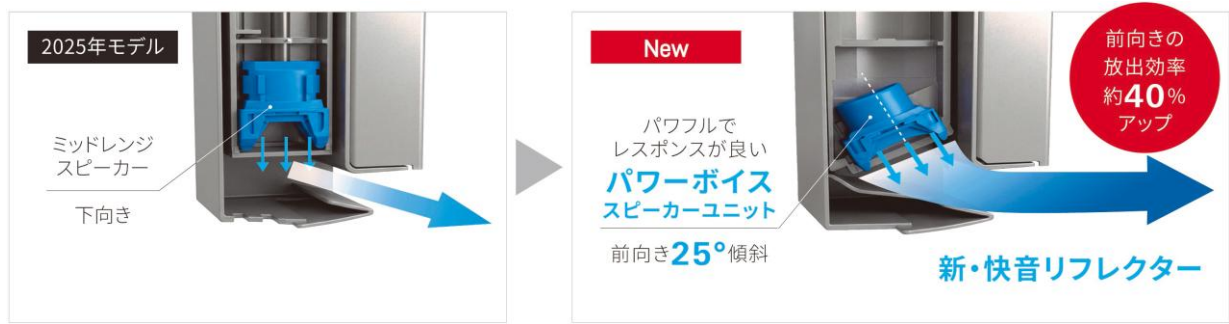 2025年モデル
ミッドレンジ
スピーカー
下向き
New
パワフルで
レスポンスが良い
パワーボイス
スピーカーユニット
前向き25°傾斜
前向きの
放出効率
約40%
アップ
新・快音リフレクター